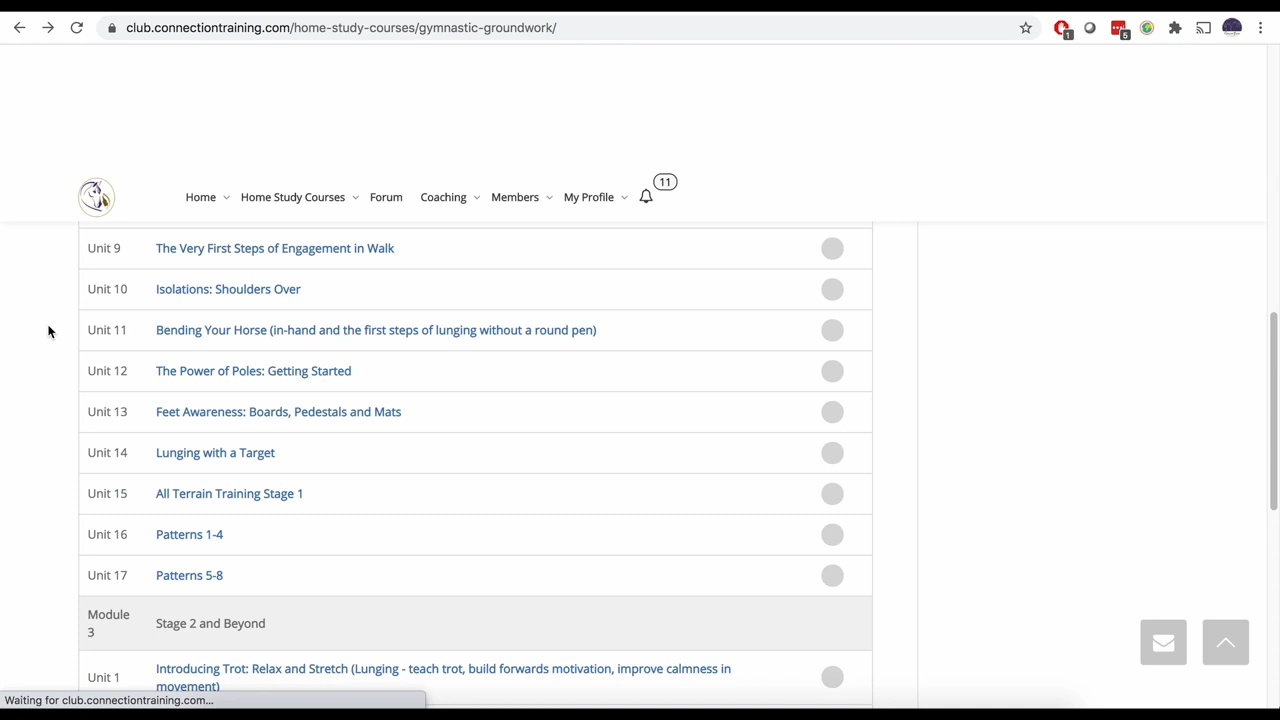 club.connectiontraining.com/home-study-courses/gymnastic-groundwork/
1
5
11
Home
Home Study Courses
Forum
Coaching
Members
My Profile
Unit 9
The Very First Steps of Engagement in Walk
Unit 10
Isolations: Shoulders Over
Unit 11
Bending Your Horse (in-hand and the first steps of lunging without a round pen)
Unit 12
The Power of Poles: Getting Started
Unit 13
Feet Awareness: Boards, Pedestals and Mats
Unit 14
Lunging with a Target
Unit 15
All Terrain Training Stage 1
Unit 16
Patterns 1-4
Unit 17
Patterns 5-8
Module
3
Stage 2 and Beyond
Unit 1
Introducing Trot: Relax and Stretch (Lunging - teach trot, build forwards motivation, improve calmness in
movement)
Waiting for club.connectiontraining.com...